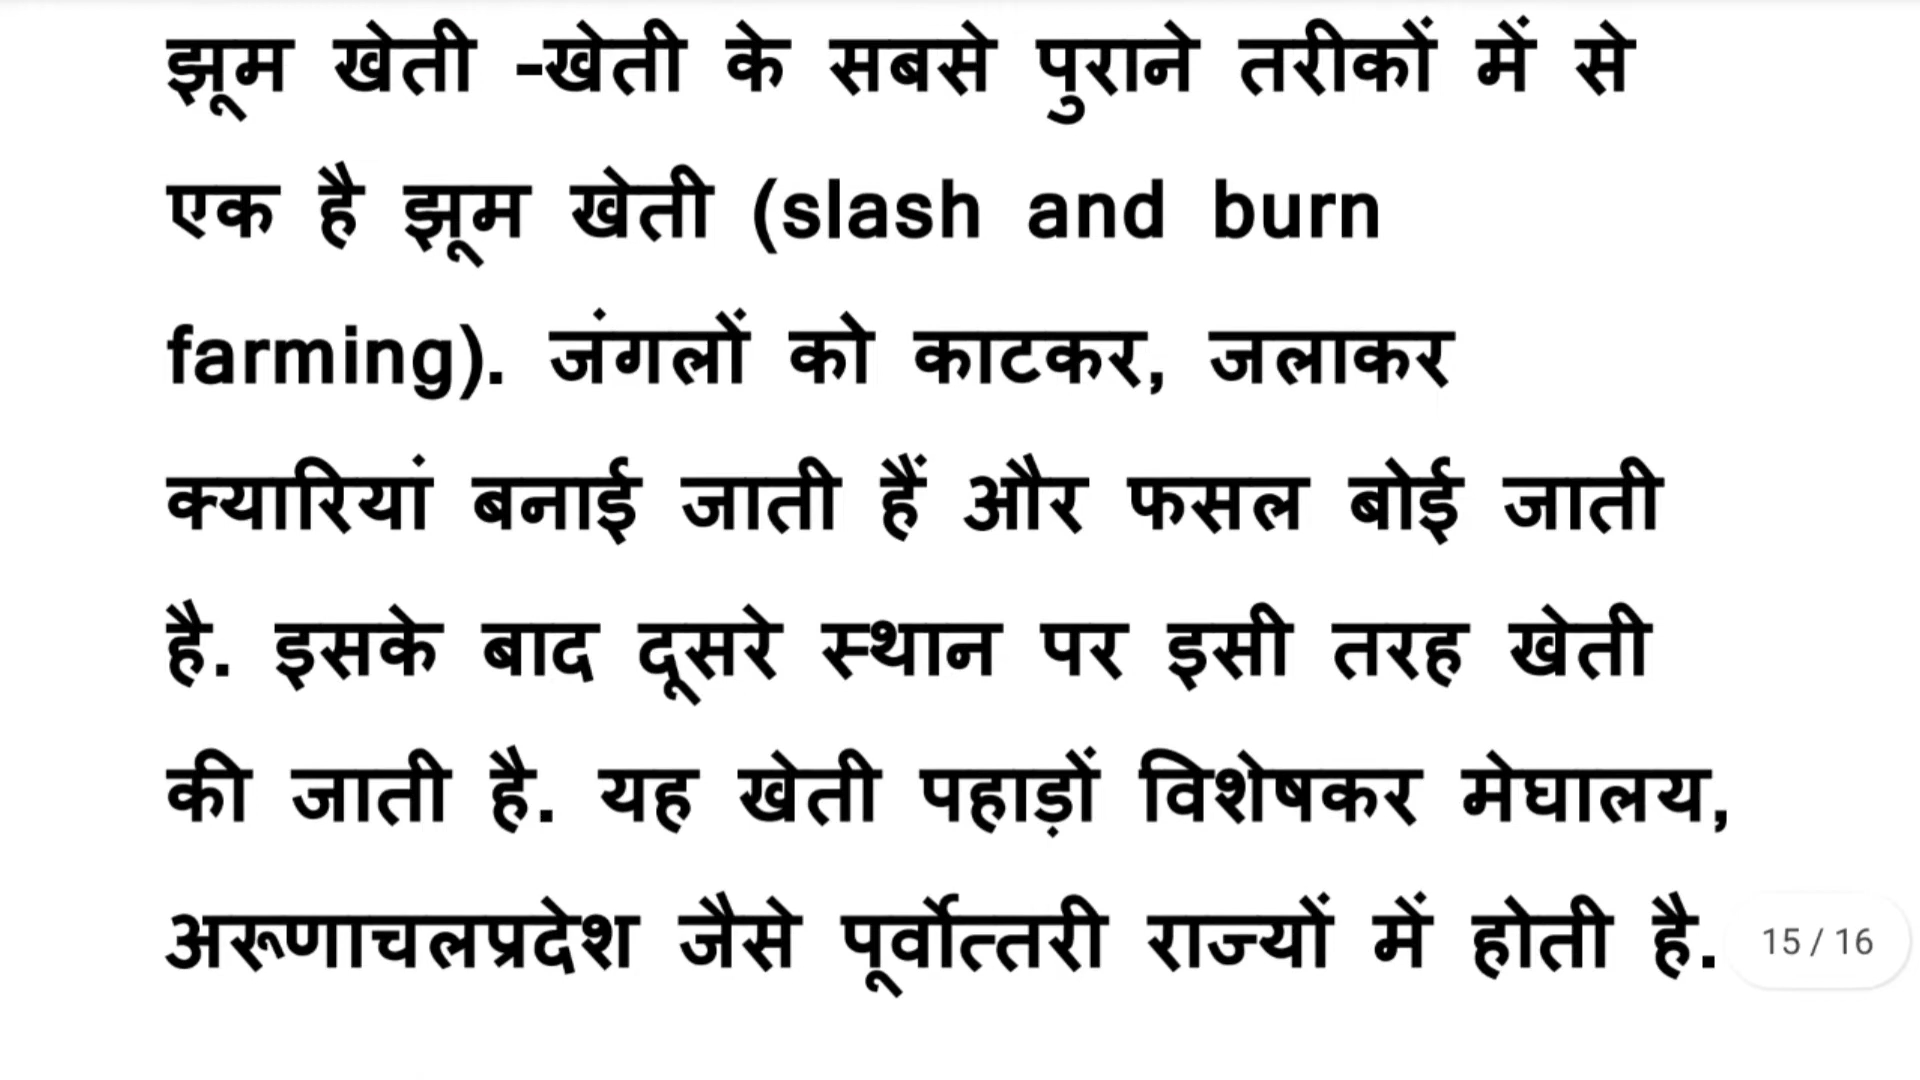 झूम खेती -खेती के सबसे पुराने तरीकों में से
एक है झूम खेती (slash and burn
farming). जंगलों को काटकर, जलाकर
क्यारियां बनाई जाती हैं और फसल बोई जाती
है. इसके बाद दूसरे स्थान पर इसी तरह खेती
की जाती है. यह खेती पहाड़ों विशेषकर मेघालय,
अरूणाचलप्रदेश जैसे पूर्वोत्तरी राज्यों में होती है.
15 / 16